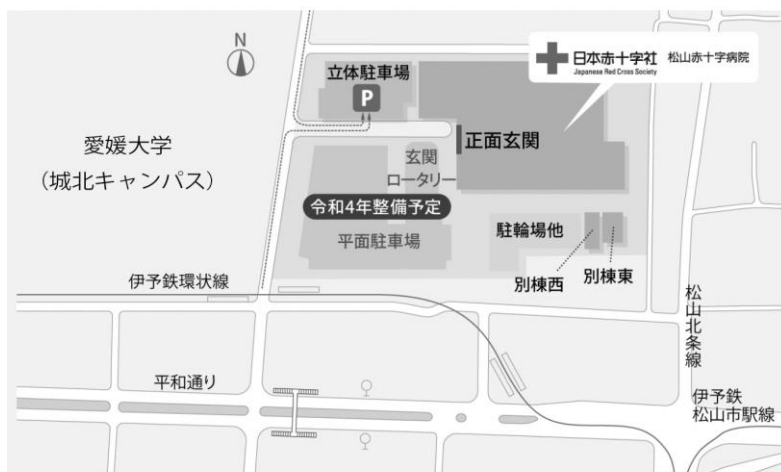 N
日本赤十字社 松山赤十字病院
Japanese Red Cross Society
立体駐車場
P
正面玄関
愛媛大学
（城北キャンパス）
玄関
ロータリー
令和4年整備予定
平面駐車場
駐輪場他
別棟西
別棟東
伊予鉄環状線
松山北条線
平和通り
伊予鉄
松山市駅線